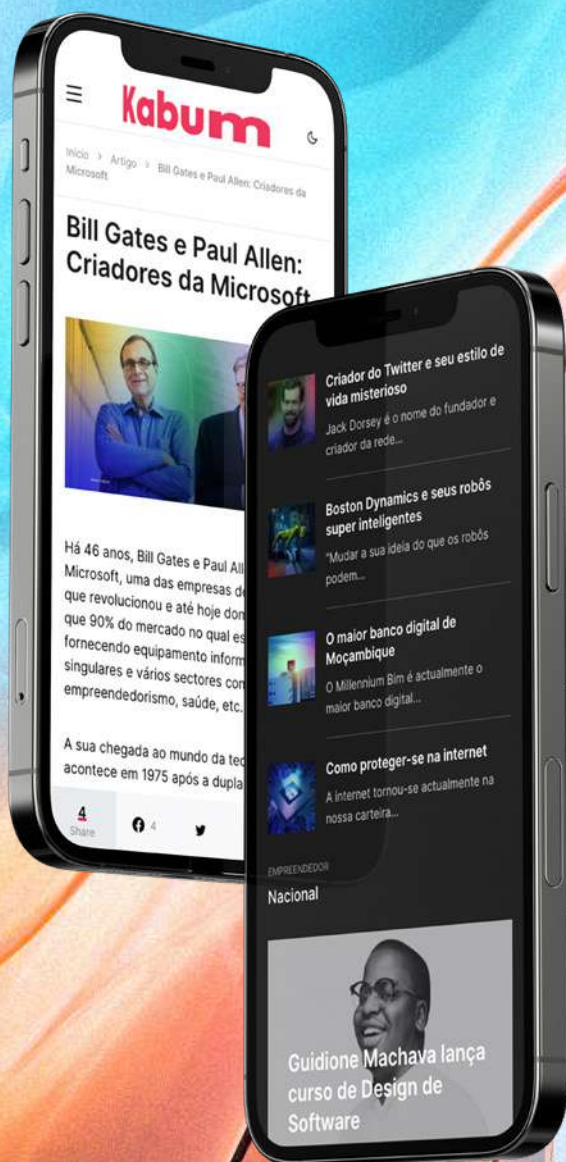 Kabum
Início > Artigo > Bill Gates e Paul Allen: Criadores da
Microsoft
Bill Gates e Paul Allen:
Criadores da Microsoft
Há 46 anos, Bill Gates e Paul All
Microsoft, uma das empresas d
que revolucionou e até hoje dom
que 90% do mercado no qual es
fornecendo equipamento inform
singulares e vários sectores com
empreendedorismo, saúde, etc.
A sua chegada ao mundo da tec
acontece em 1975 após a dupla
4
Share
4
Criador do Twitter e seu estilo de
vida misterioso
Jack Dorsey é o nome do fundador e
criador da rede...
Boston Dynamics e seus robôs
super inteligentes
"Mudar a sua ideia do que os robôs
podem...
O maior banco digital de
Moçambique
O Millennium Bim é actualmente o
maior banco digital...
Como proteger-se na internet
A internet tornou-se actualmente na
nossa carteira...
EMPREENDEDOR
Nacional
Guidione Machava lança
curso de Design de
Software